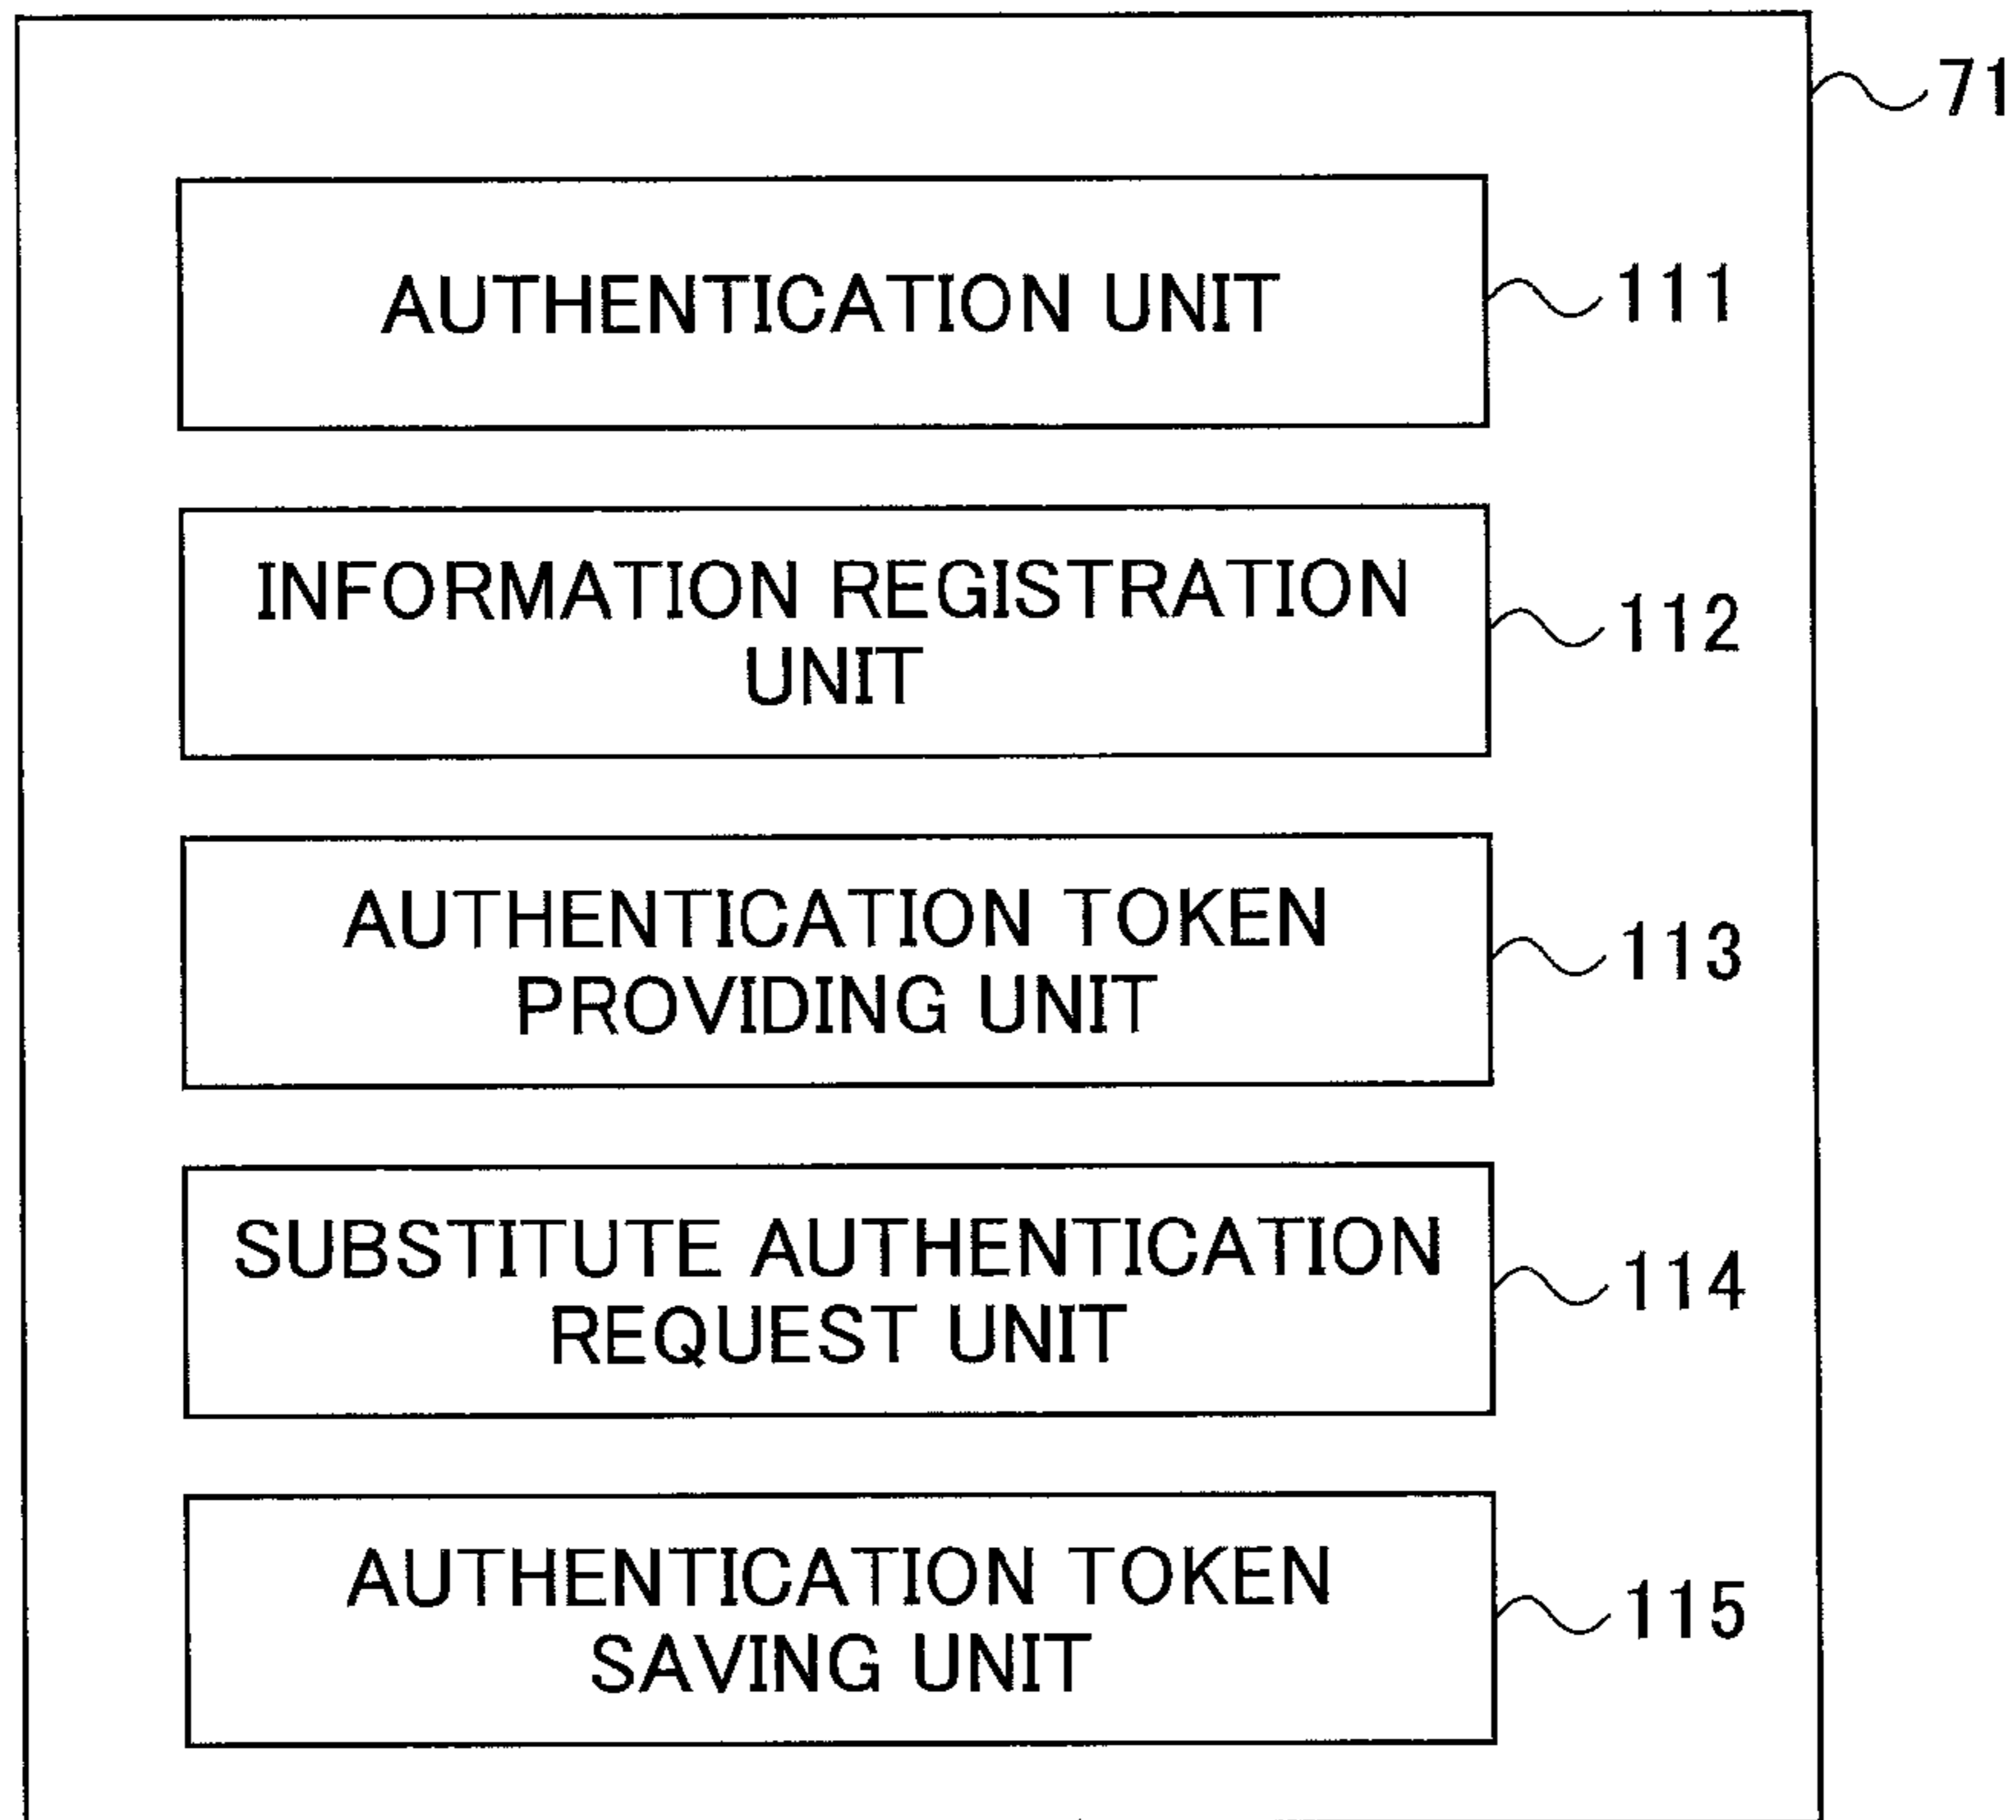 71
AUTHENTICATION UNIT
111
INFORMATION REGISTRATION
UNIT
112
AUTHENTICATION TOKEN
PROVIDING UNIT
113
SUBSTITUTE AUTHENTICATION
REQUEST UNIT
114
AUTHENTICATION TOKEN
SAVING UNIT
115